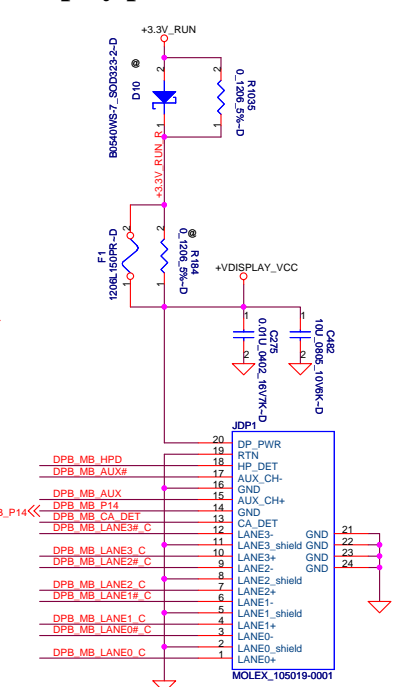 +3.3V_RUN
@
D10
B0540WS-7_SOD323-2~D
2
1
2
1
R1035
0_1206_5%~D
+3.3V_RUN_R
F1
1206L150PR~D
2
1
2
1
@
R184
0_1206_5%~D
+VDISPLAY_VCC
1
2
C275
0.01U_0402_16V7K~D
1
2
C482
10U_0805_10V6K~D
JDP1
20 DP_PWR
19 RTN
DPB_MB_HPD 18 HP_DET
DPB_MB_AUX# 17 AUX_CH-
16 GND
DPB_MB_AUX 15 AUX_CH+
B_P14 DPB_MB_P14 14 GND
DPB_MB_CA_DET 13 CA_DET
DPB_MB_LANE3#_C 12 LANE3- GND 21
11 LANE3_shield GND 22
DPB_MB_LANE3_C 10 LANE3+ GND 23
DPB_MB_LANE2#_C 9 LANE2- GND 24
8 LANE2_shield
DPB_MB_LANE2_C 7 LANE2+
DPB_MB_LANE1#_C 6 LANE1-
5 LANE1_shield
DPB_MB_LANE1_C 4 LANE1+
DPB_MB_LANE0#_C 3 LANE0-
2 LANE0_shield
DPB_MB_LANE0_C 1 LANE0+
MOLEX_105019-0001